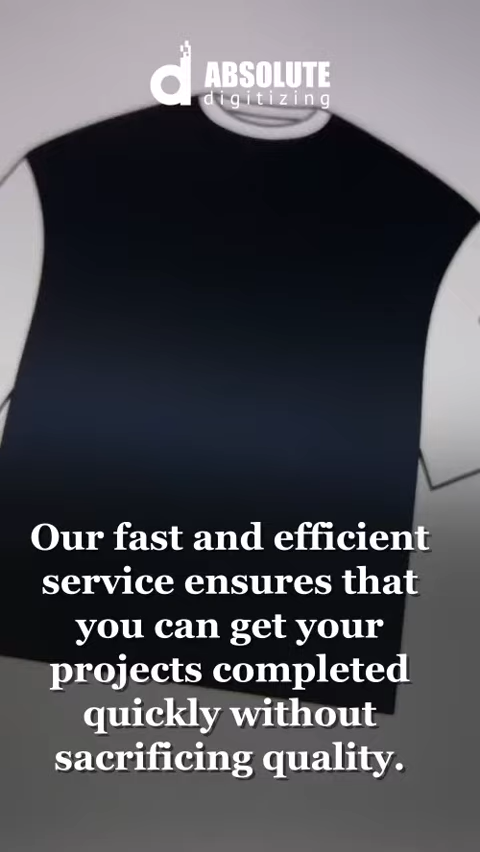 ABSOLUTE
digitizing
Our fast and efficient
service ensures that
you can get your
projects completed
quickly without
sacrificing quality.